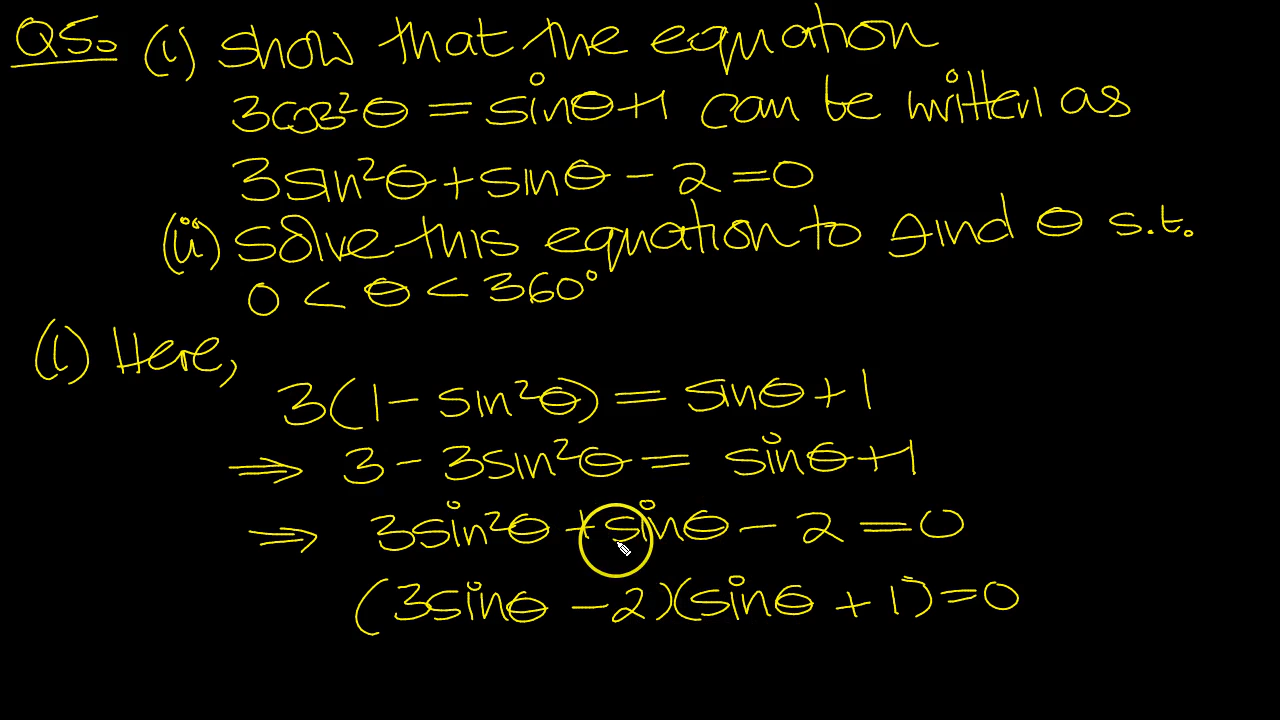 Q5. (i) show that the equation
3cos²θ = sinθ+1 can be written as
3sin²θ+sinθ - 2 = 0
(ii) solve this equation to find θ s.t.
0 < θ < 360°
(i) Here,
3(1 - sin²θ) = sinθ + 1
⇒ 3 - 3sin²θ = sinθ+1
⇒ 3sin²θ + sinθ - 2 = 0
(3sinθ - 2)(sinθ + 1) = 0